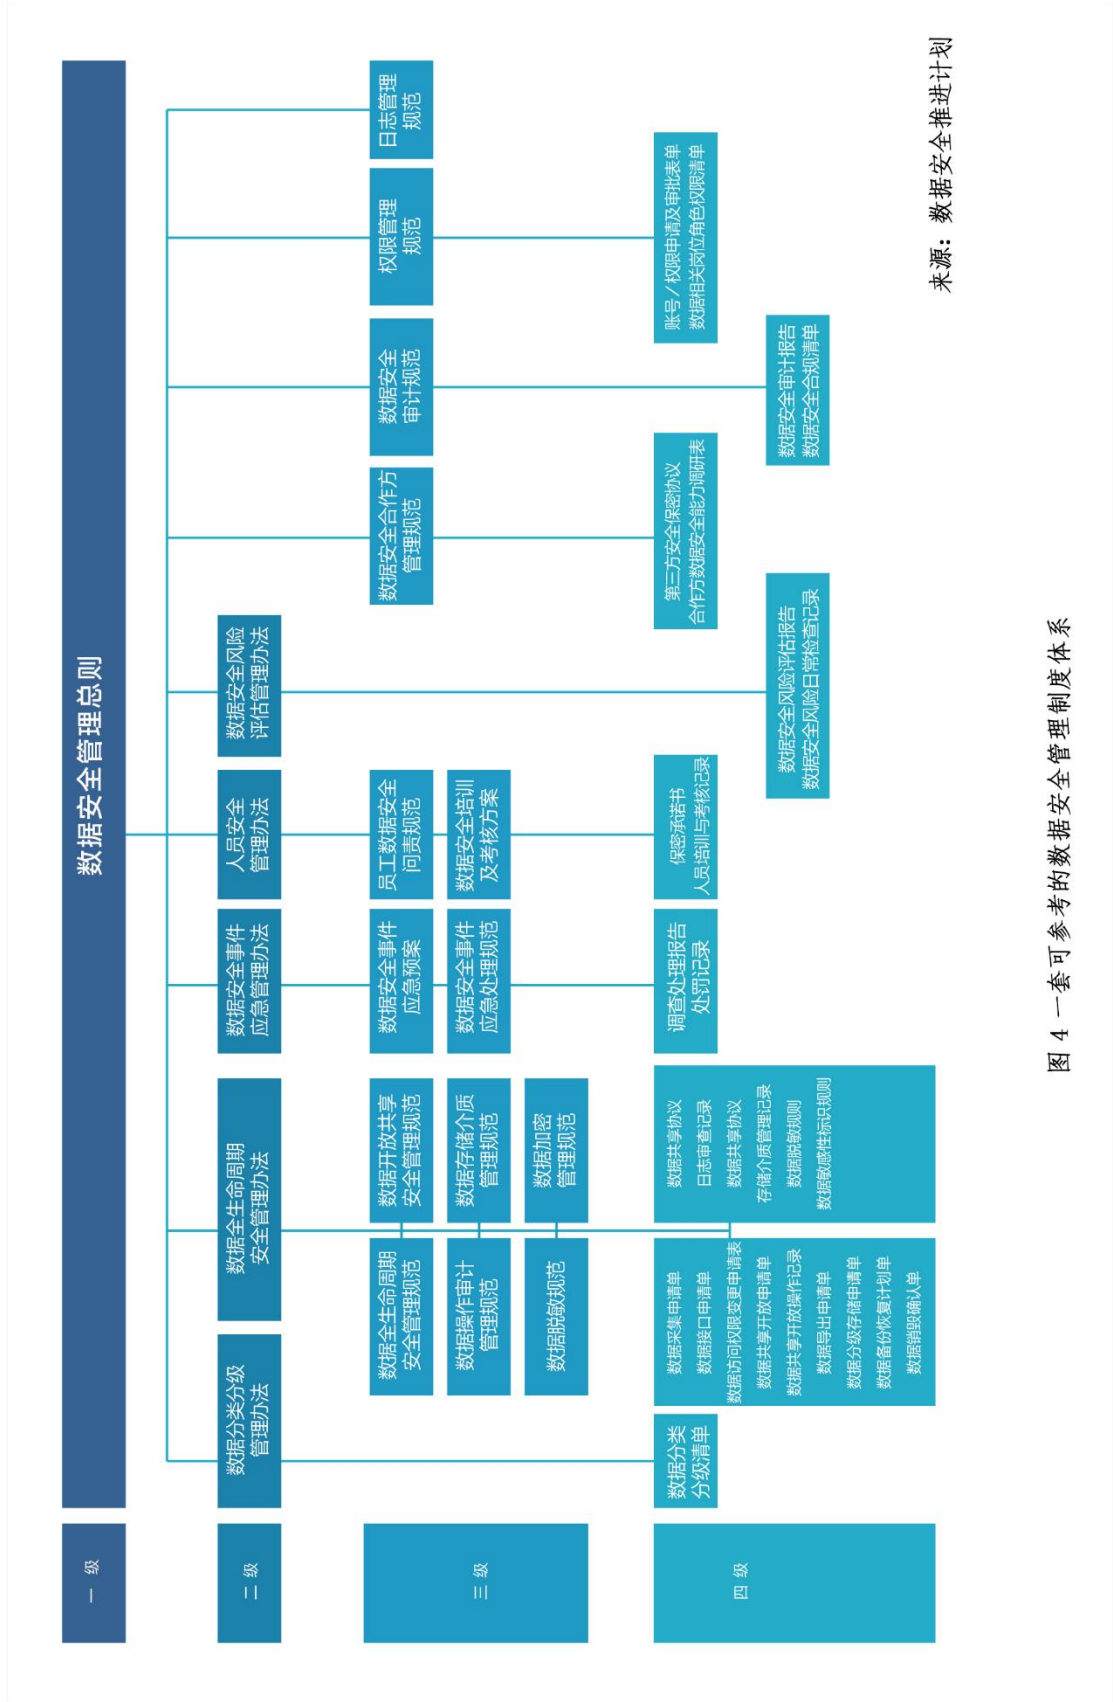 一 级
数据安全管理总则
二 级
数据分类分级
管理办法
数据全生命周期
安全管理办法
数据安全事件
应急管理办法
人员安全
管理办法
数据安全风险
评估管理办法
三 级
数据全生命周期
安全管理规范
数据开放共享
安全管理规范
数据操作审计
管理规范
数据存储介质
管理规范
数据脱敏规范
数据加密
管理规范
数据安全事件
应急预案
数据安全事件
应急处理规范
员工数据安全
问责规范
数据安全培训
及考核方案
数据安全合作方
管理规范
数据安全
审计规范
权限管理
规范
日志管理
规范
四 级
数据分类
分级清单
数据采集申请单
数据接口申请单
数据访问权限变更申请表
数据共享开放申请单
数据共享开放操作记录
数据导出申请单
数据分级存储申请单
数据备份恢复计划单
数据销毁确认单
数据共享协议
日志审查记录
数据共享协议
存储介质管理记录
数据脱敏规则
数据敏感性标识规则
调查处理报告
处罚记录
保密承诺书
人员培训与考核记录
数据安全风险评估报告
数据安全风险日常检查记录
第三方安全保密协议
合作方数据安全能力调研表
数据安全审计报告
数据安全合规清单
账号／权限申请及审批表单
数据相关岗位角色权限清单
来源：数据安全推进计划
图 4 一套可参考的数据安全管理制度体系